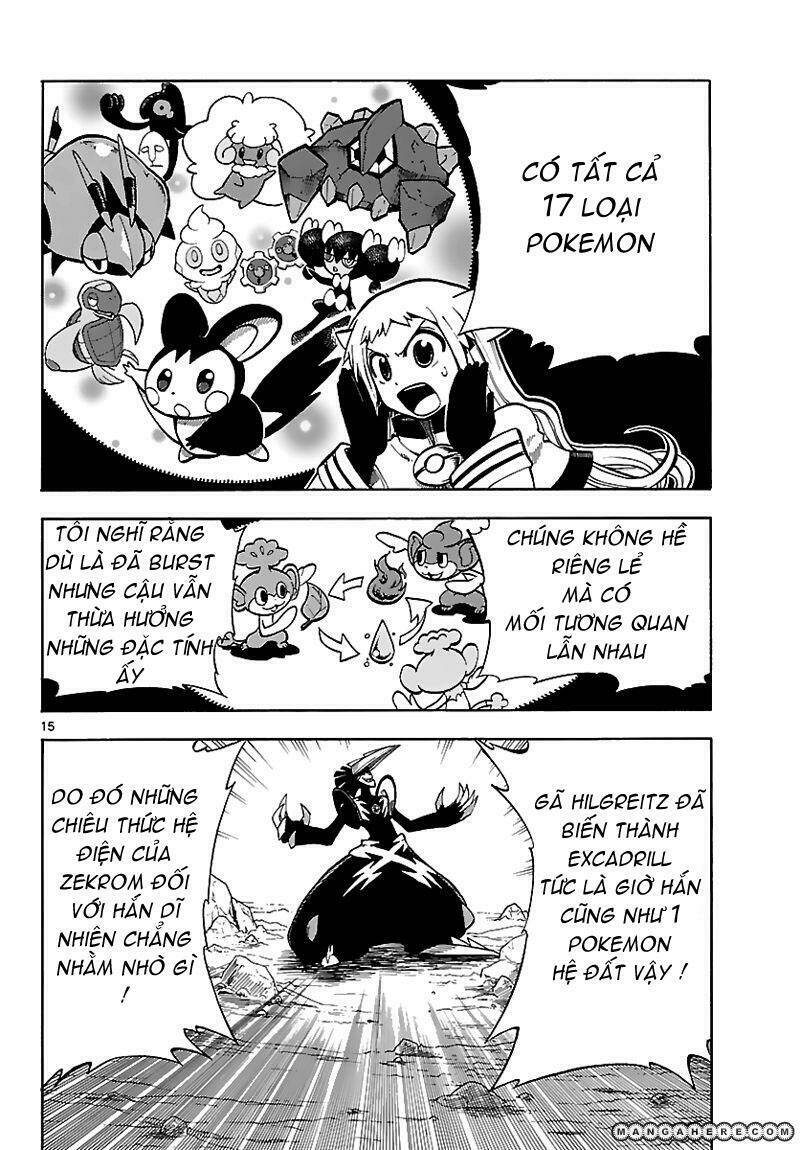 CÓ TẤT CẢ
17 LOẠI
POKEMON
CHÚNG KHÔNG HỀ
RIÊNG LẺ
MÀ CÓ
MỐI TƯƠNG QUAN
LẪN NHAU
TÔI NGHĨ RẰNG
DÙ LÀ ĐÃ BURST
NHƯNG CẬU VẪN
THỪA HƯỞNG
NHỮNG ĐẶC TÍNH
ẤY
15
GÃ HILGREITZ ĐÃ
BIẾN THÀNH
EXCADRILL
TỨC LÀ GIỜ HẮN
CŨNG NHƯ 1
POKEMON
HỆ ĐẤT VẬY !
DO ĐÓ NHỮNG
CHIÊU THỨC HỆ
ĐIỆN CỦA
ZEKROM ĐỐI
VỚI HẮN DĨ
NHIÊN CHẲNG
NHẰM NHÒ GÌ
!
MANGAHERE.COM